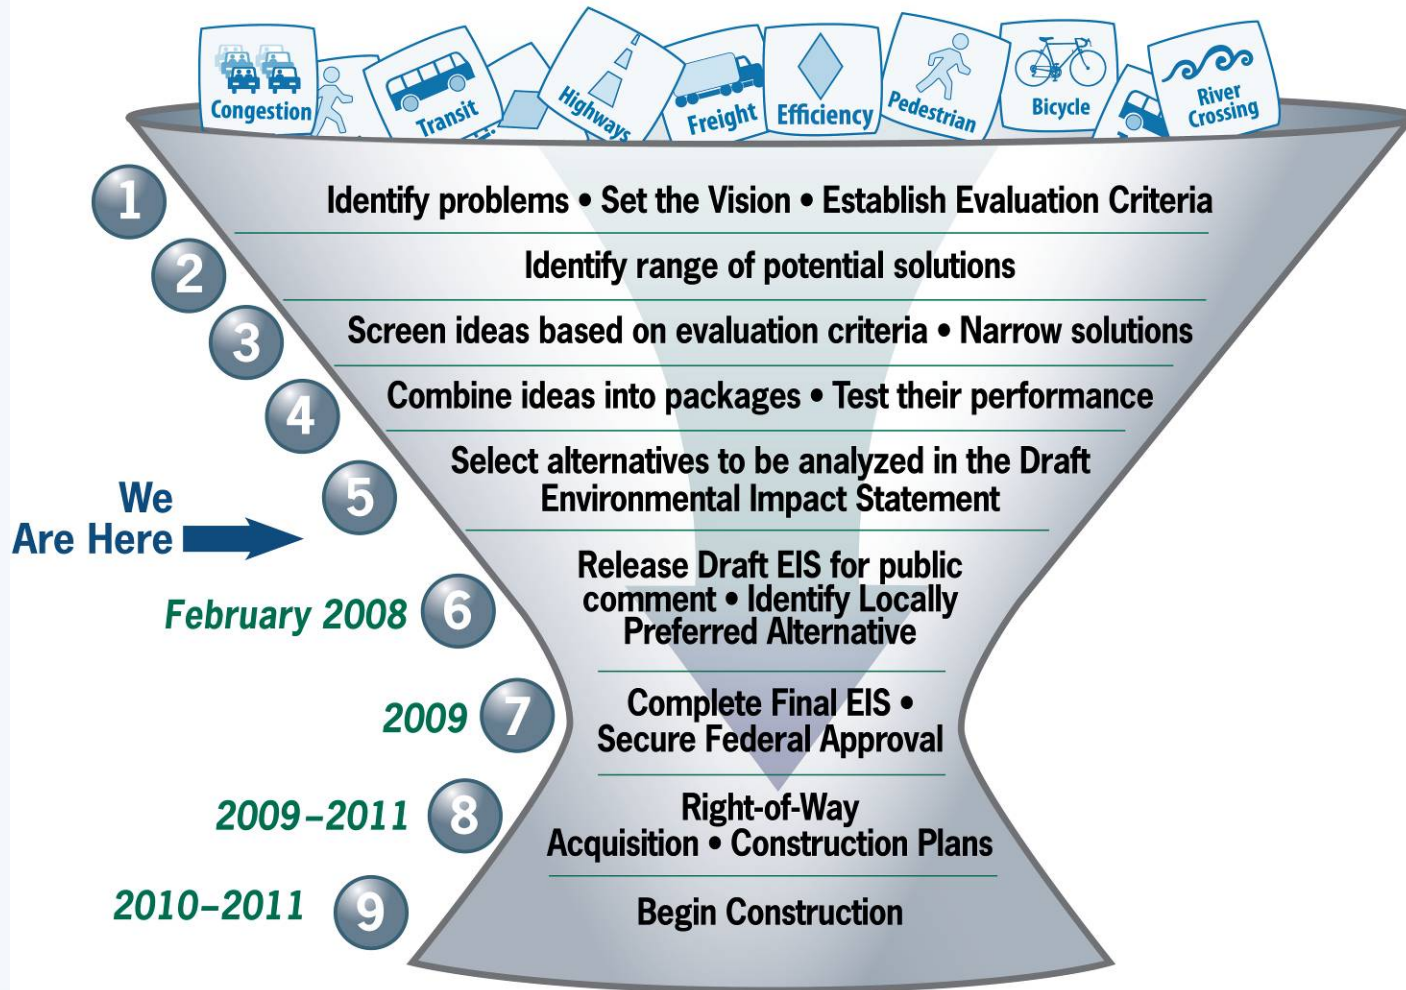 Congestion
Transit
Highways
Freight
Efficiency
Pedestrian
Bicycle
River
Crossing
1
Identify problems • Set the Vision • Establish Evaluation Criteria
2
Identify range of potential solutions
3
Screen ideas based on evaluation criteria • Narrow solutions
4
Combine ideas into packages • Test their performance
5
Select alternatives to be analyzed in the Draft
Environmental Impact Statement
We
Are Here
February 2008
6
Release Draft EIS for public
comment • Identify Locally
Preferred Alternative
2009
7
Complete Final EIS •
Secure Federal Approval
2009–2011
8
Right-of-Way
Acquisition • Construction Plans
2010–2011
9
Begin Construction